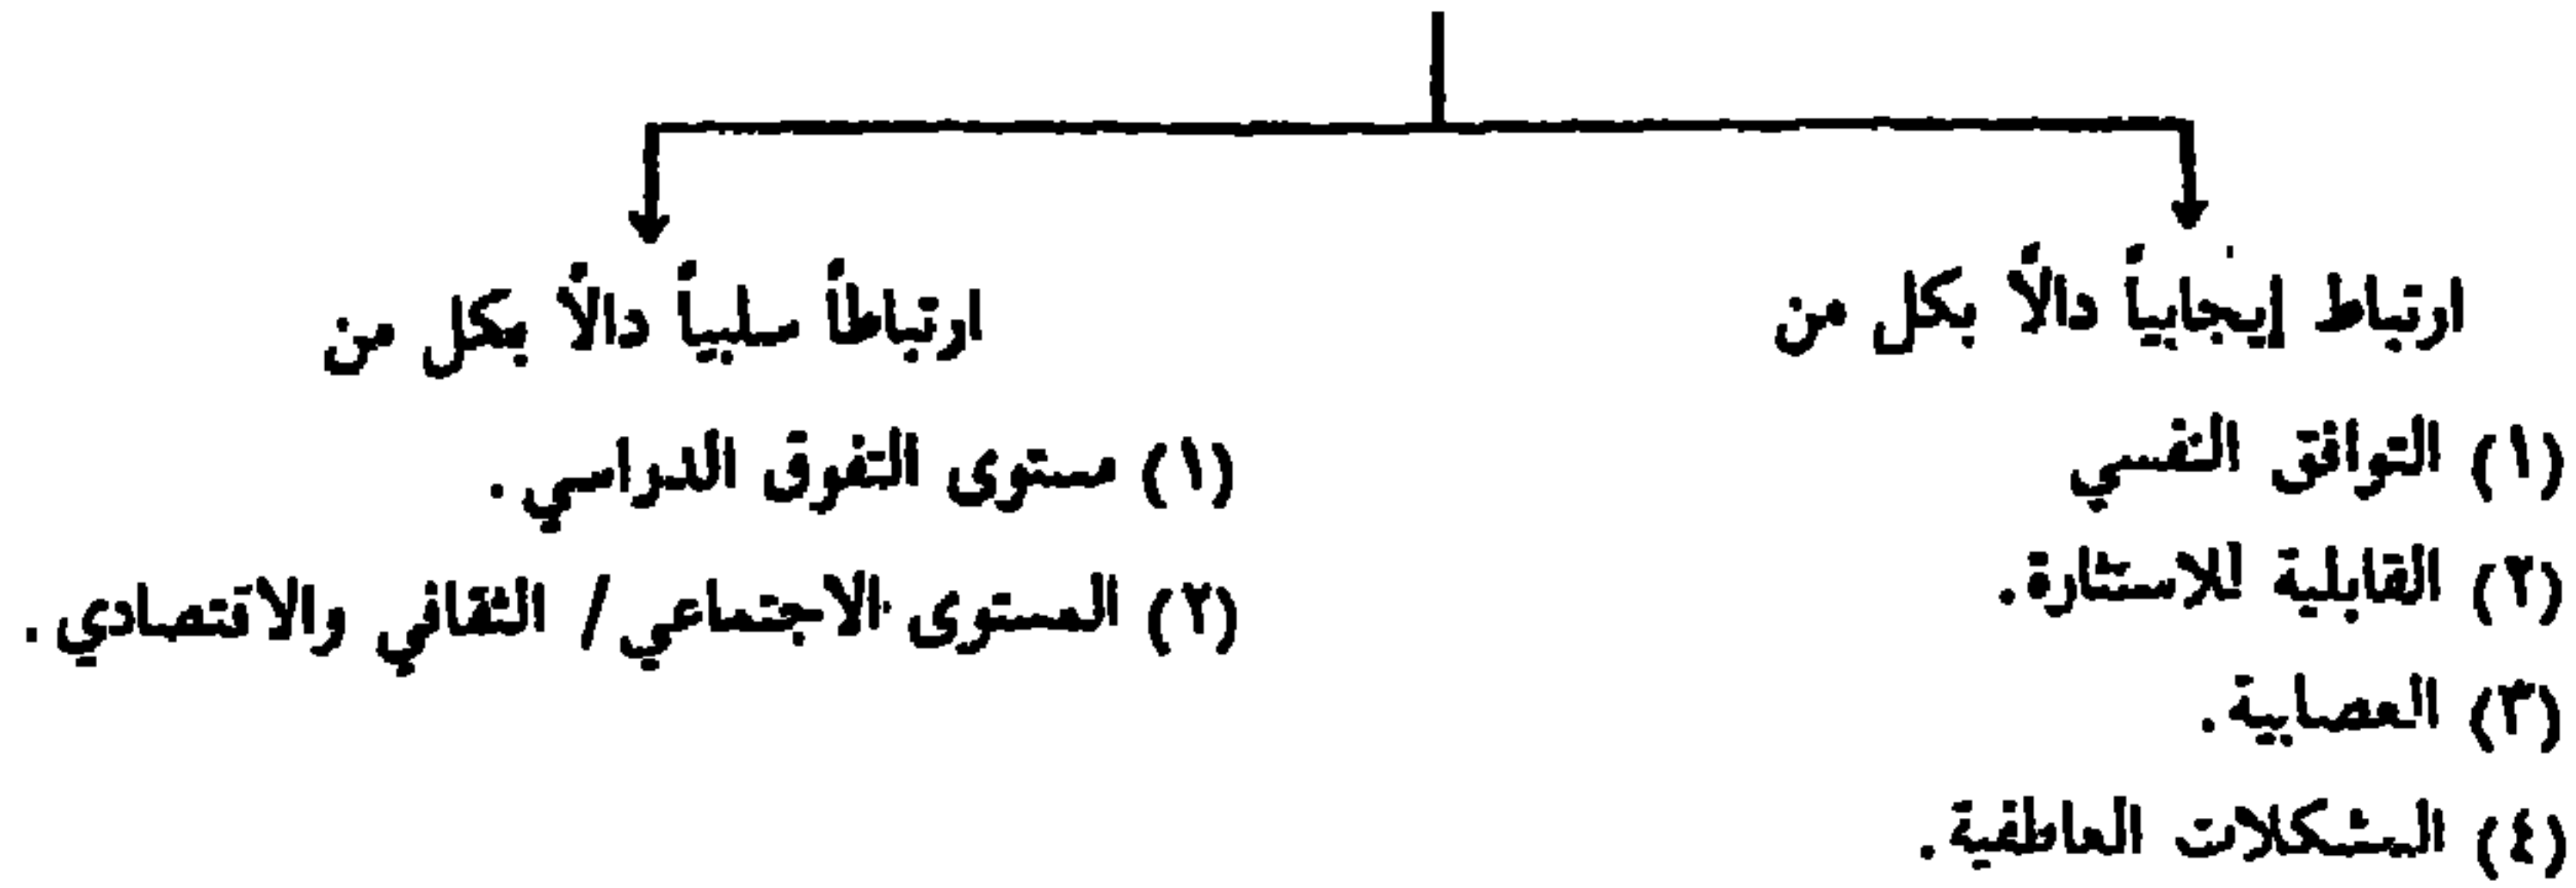 ارتباط إيجابياً دالاً بكل من
(١) التوافق النفسي
(٢) القابلية للاستثارة.
(٣) العصابية.
(٤) المشكلات العاطفية.
ارتباطاً سلبياً دالاً بكل من
(١) مستوى التفوق الدراسي.
(٢) المستوى الاجتماعي/ الثقافي والاقتصادي.